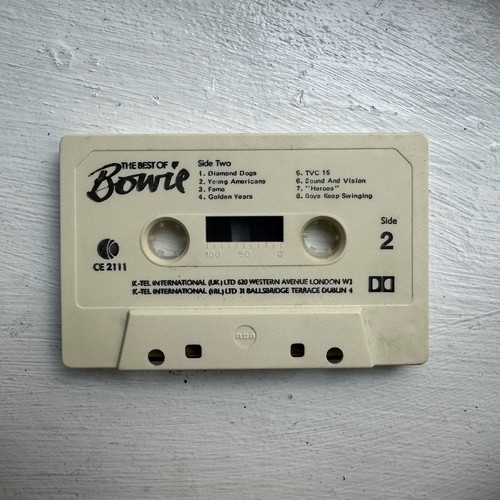 THE BEST OF
Bowie
Side Two
1. Diamond Dogs
2. Young Americans
3. Fame
4. Golden Years
5. TVC 15
6. Sound And Vision
7. "Heroes"
8. Boys Keep Swinging
Side
2
CE 2111
100 50 0
K-TEL INTERNATIONAL (UK) LTD 620 WESTERN AVENUE LONDON W3
K-TEL INTERNATIONAL (IRL) LTD 31 BALLSBRIDGE TERRACE DUBLIN 4
RCA